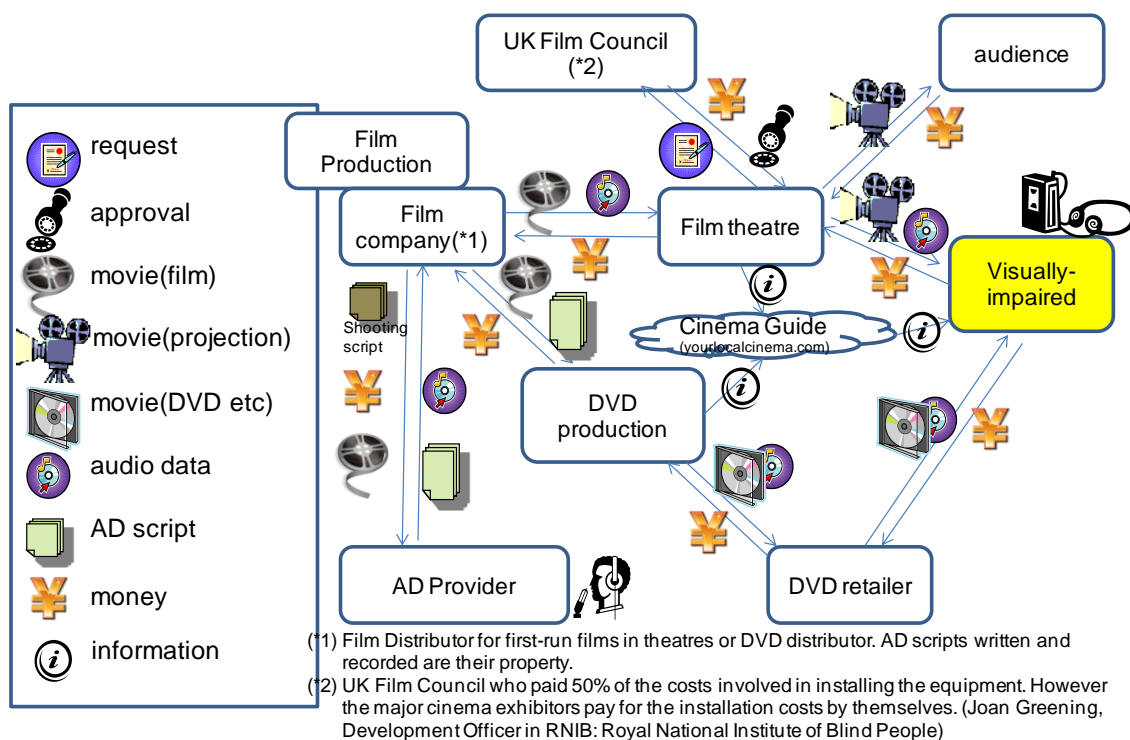 UK Film Council
(*2)
audience
Film
Production
request
approval
movie(film)
movie(projection)
movie(DVD etc)
audio data
AD script
money
information
Film
company(*1)
Film theatre
Visually-
impaired
Shooting
script
Cinema Guide
(yourlocalcinema.com)
DVD
production
AD Provider
DVD retailer
(*1) Film Distributor for first-run films in theatres or DVD distributor. AD scripts written and
recorded are their property.
(*2) UK Film Council who paid 50% of the costs involved in installing the equipment. However
the major cinema exhibitors pay for the installation costs by themselves. (Joan Greening,
Development Officer in RNIB: Royal National Institute of Blind People)